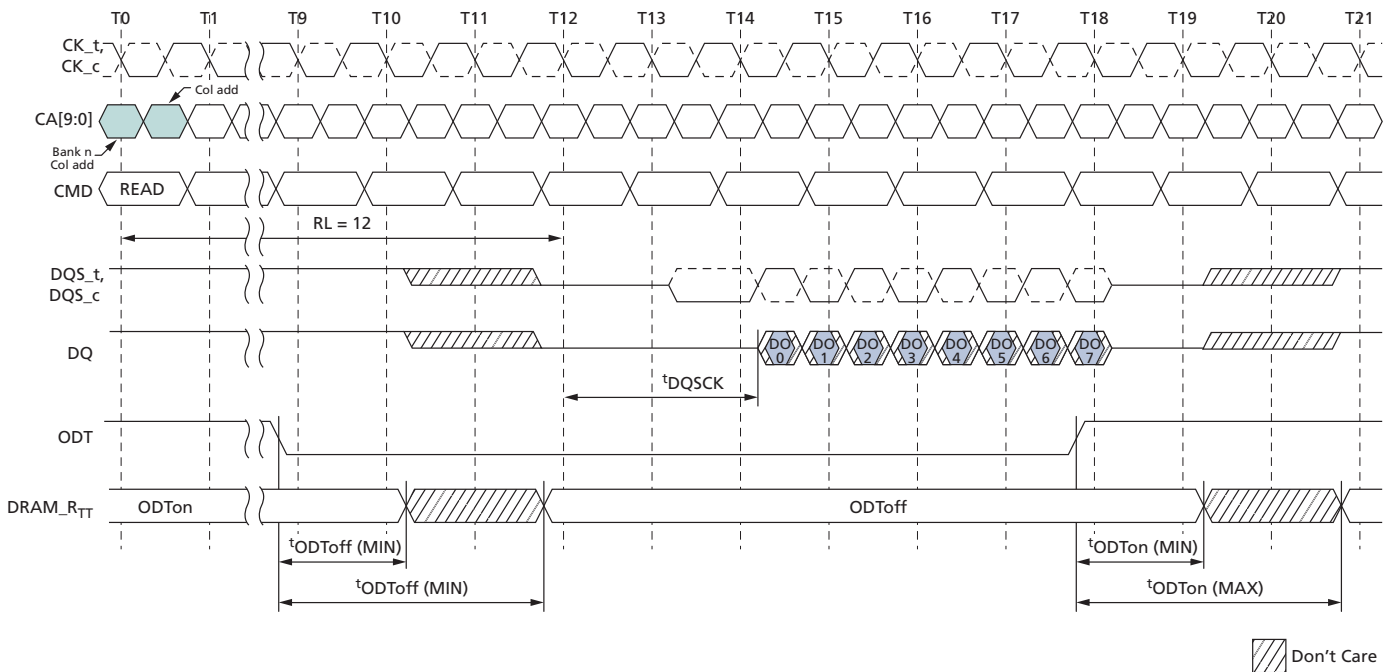 T0 T1 T9 T10 T11 T12 T13 T14 T15 T16 T17 T18 T19 T20 T21
CK_t,
CK_c
Col add
CA[9:0]
Bank n
Col add
CMD READ
RL = 12
DQS_t,
DQS_c
DQ DO 0 DO 1 DO 2 DO 3 DO 4 DO 5 DO 6 DO 7
tDQSCK
ODT
DRAM_RTT ODTon ODToff
tODToff (MIN) tODTon (MIN)
tODToff (MIN) tODTon (MAX)
Don't Care